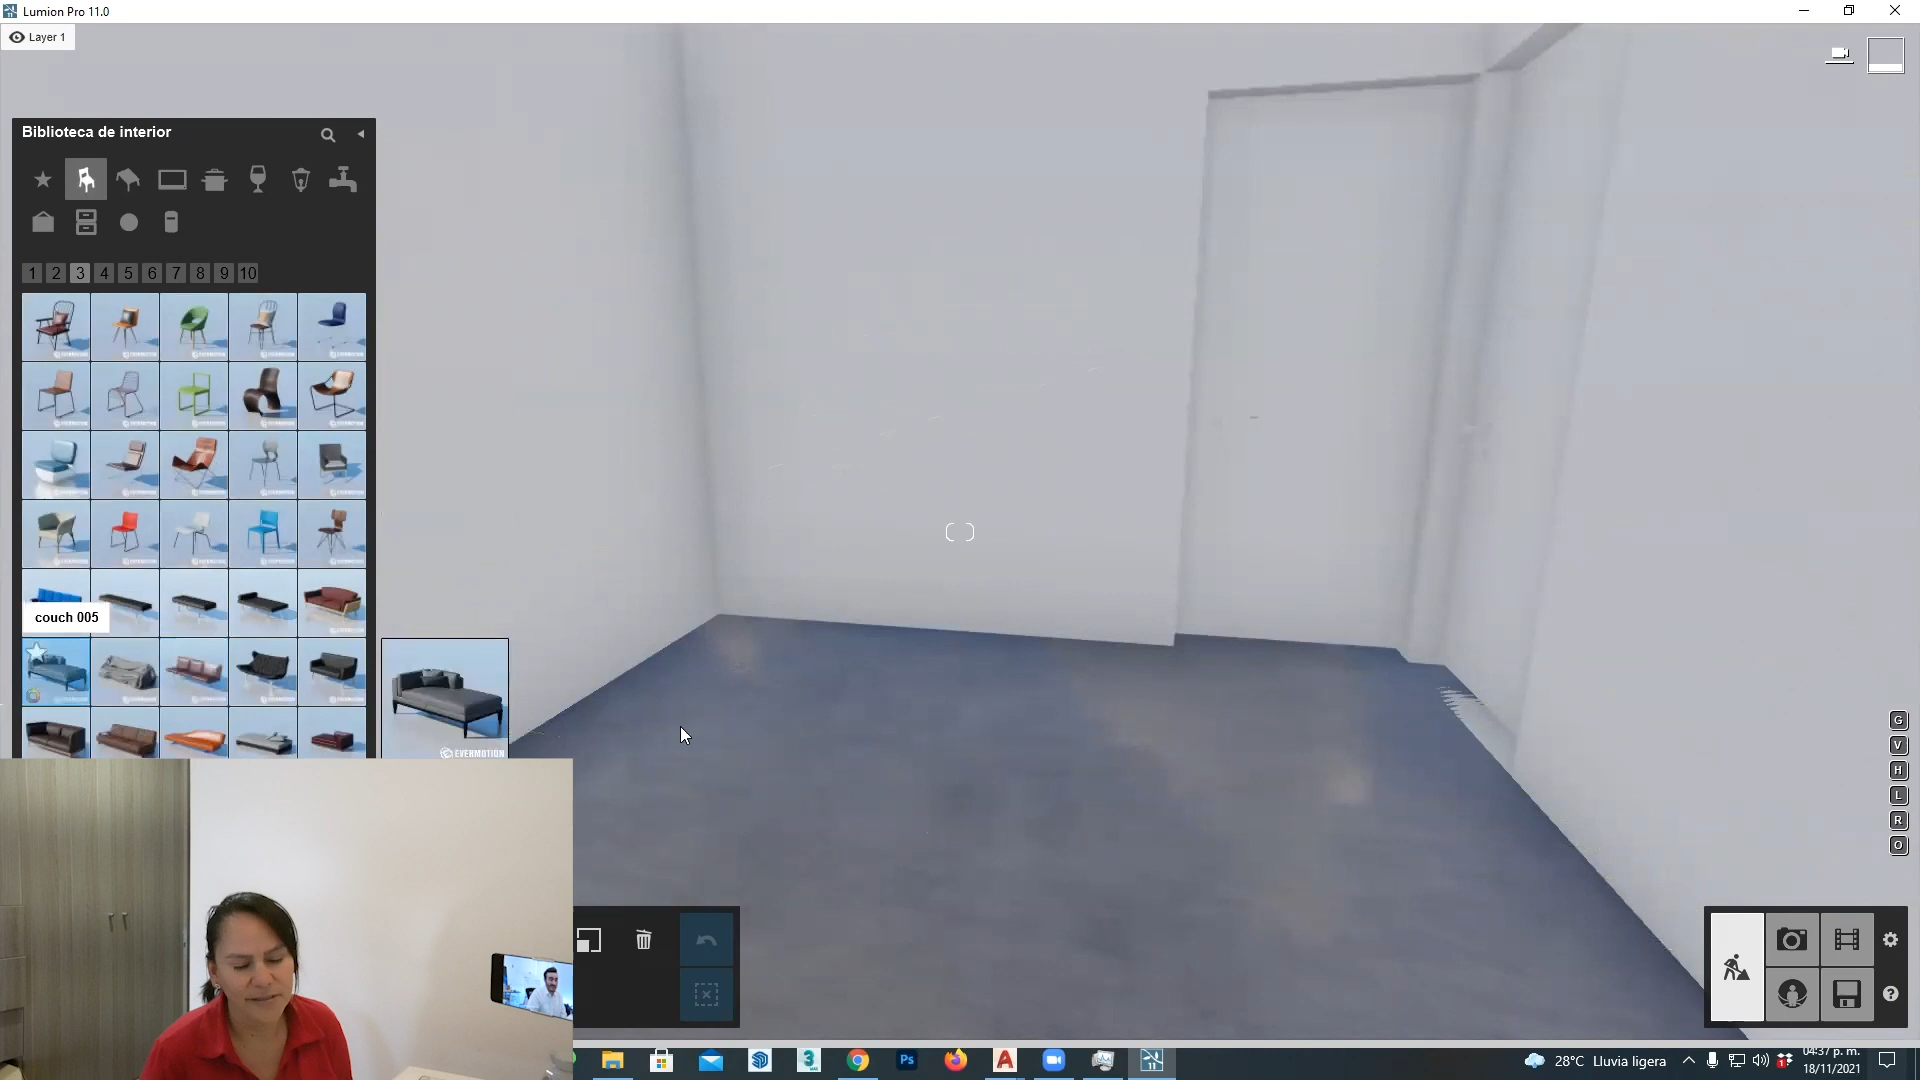 Lumion Pro 11.0
Layer 1
Biblioteca de interior
1 2 3 4 5 6 7 8 9 10
couch 005
EVERMOTION
G
V
H
L
R
O
28°C Lluvia ligera
04:37 p. m.
18/11/2021